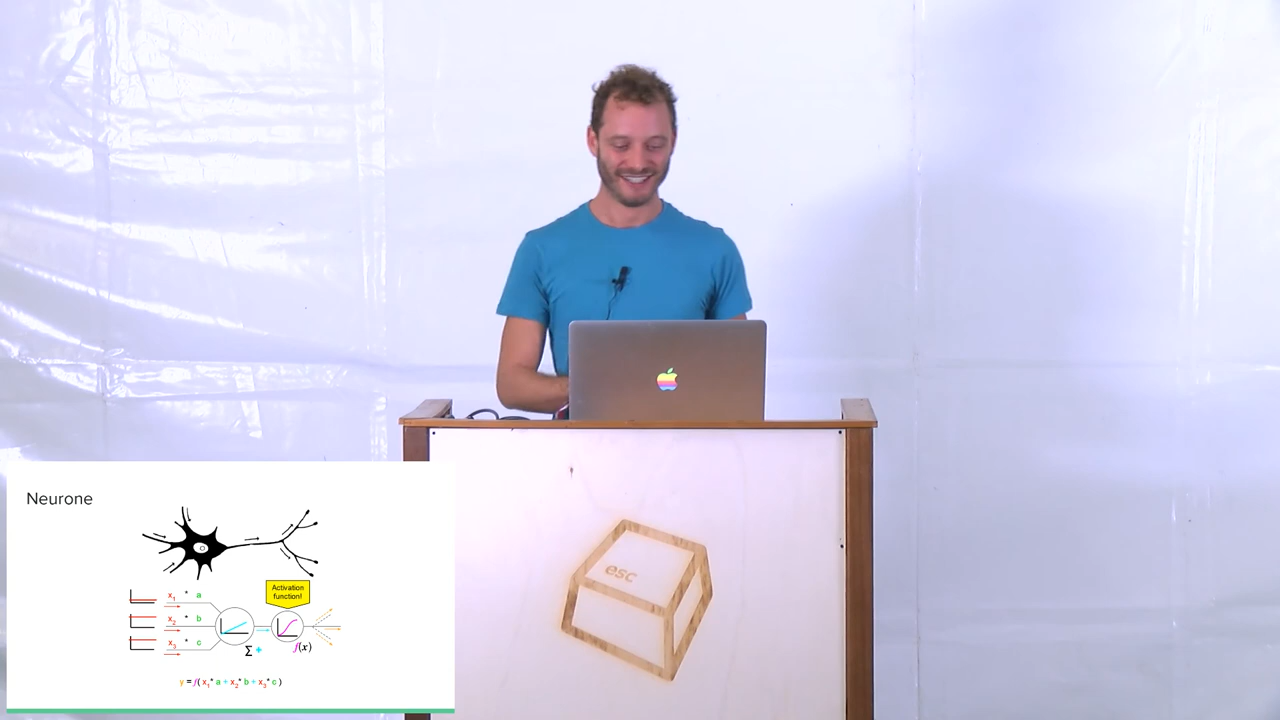 esc
Neurone
Activation
function!
x₁ * a
x₂ * b
x₃ * c
∑ +
f(x)
y = f( x₁* a + x₂* b + x₃* c )